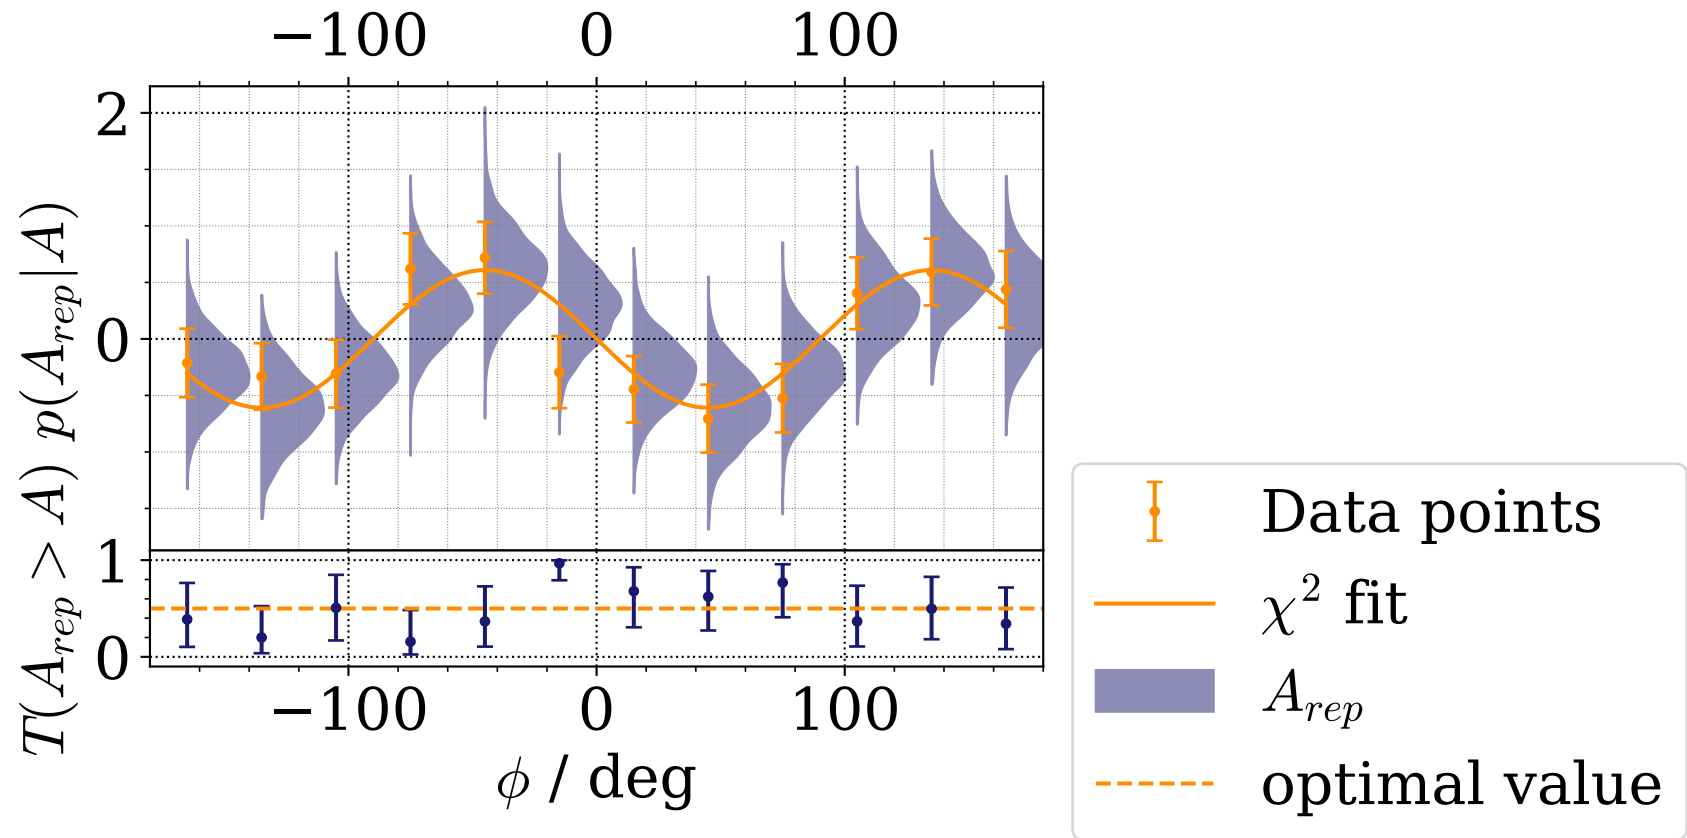 −100 0 100
2
0
1
0
T(A_rep > A) p(A_rep|A)
−100 0 100
ϕ / deg
Data points
χ² fit
A_rep
optimal value